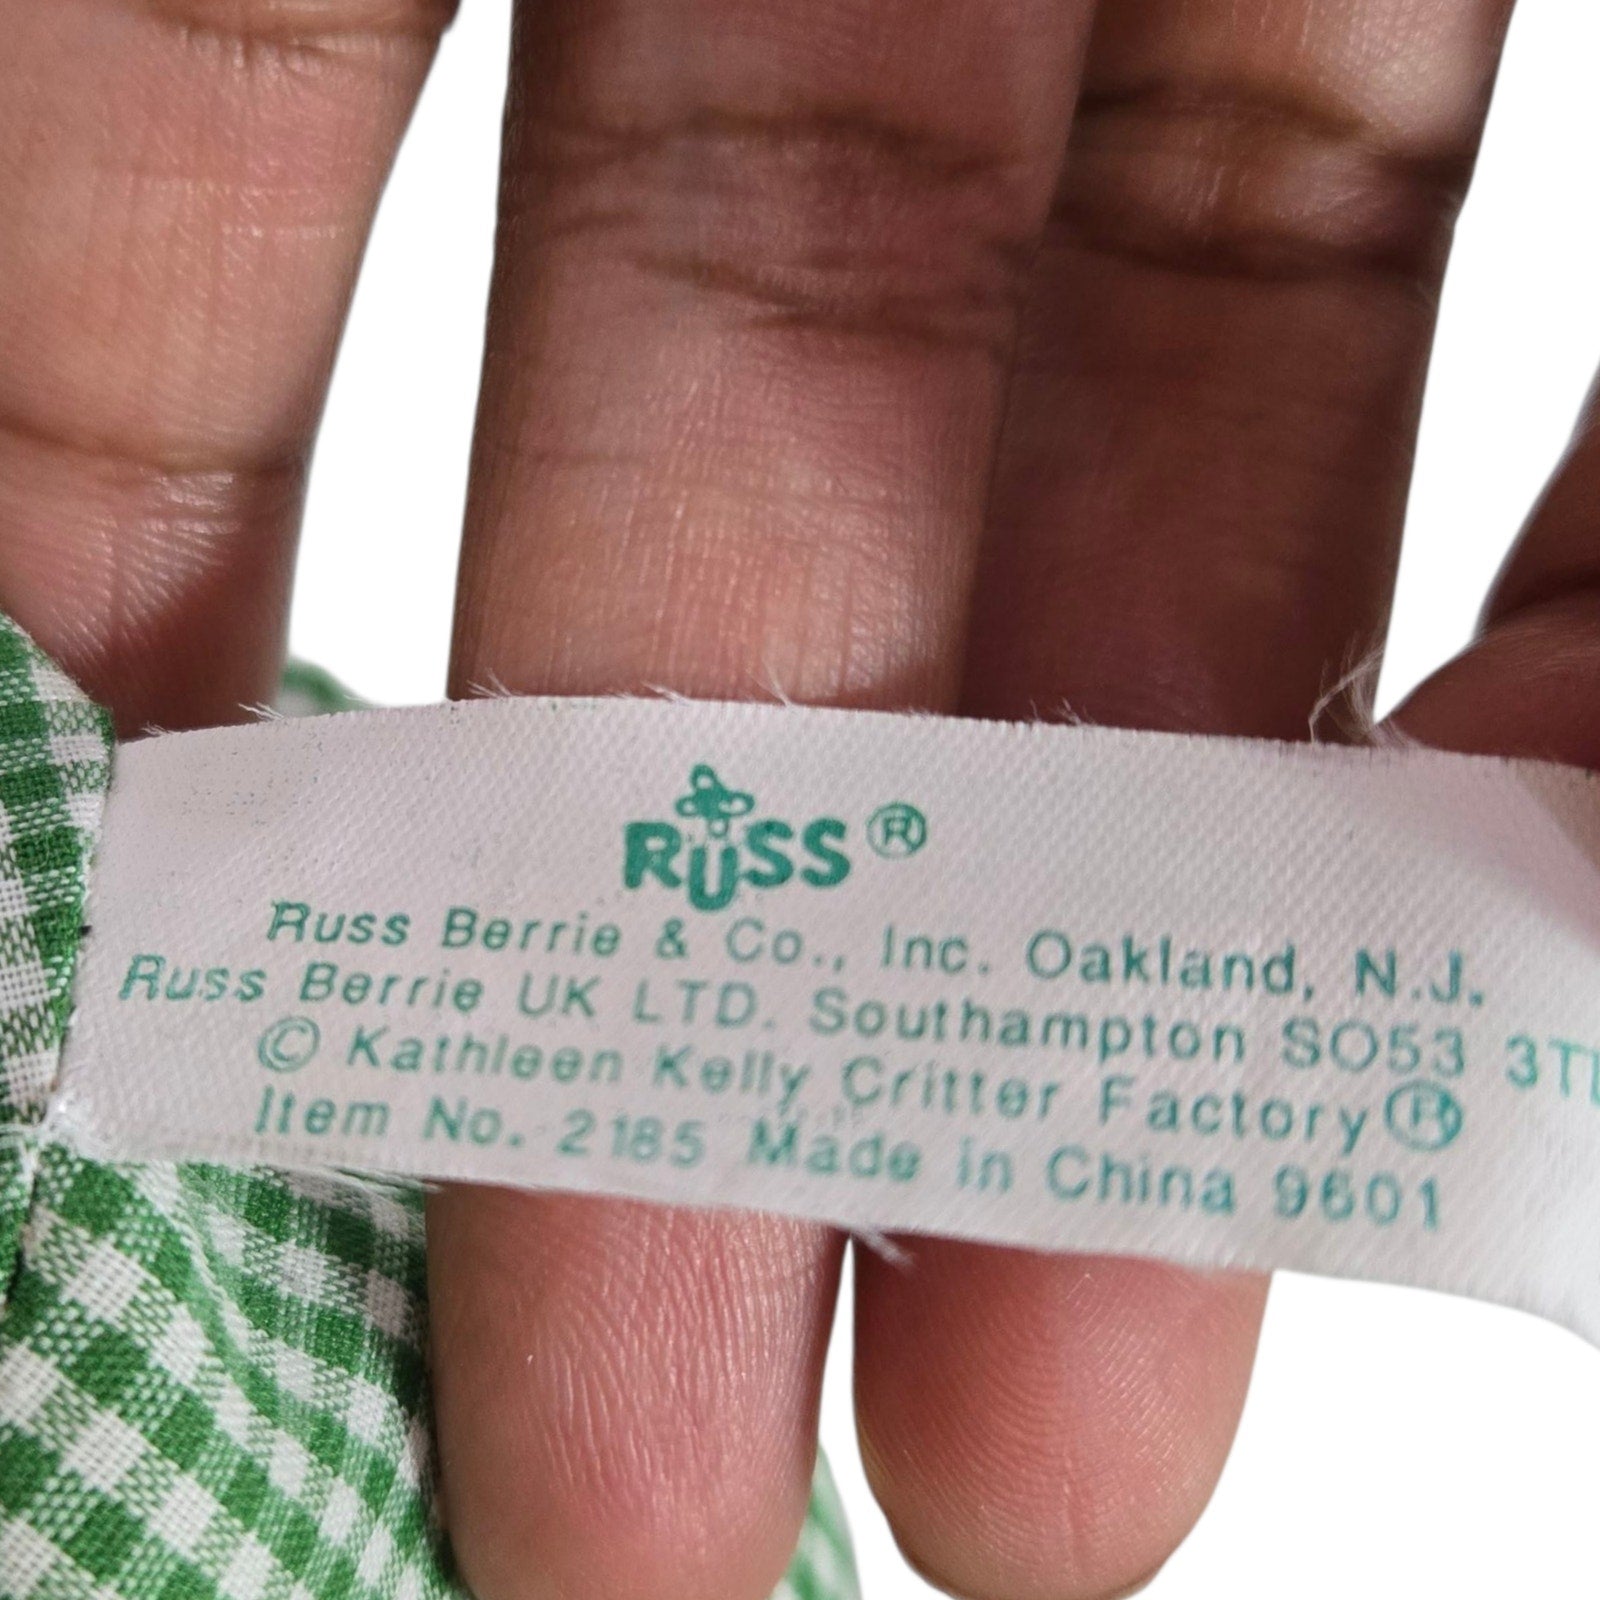 RUSS ®
Russ Berrie & Co., Inc. Oakland, N.J.
Russ Berrie UK LTD. Southampton SO53 3TL
© Kathleen Kelly Critter Factory®
Item No. 2185 Made in China 9601